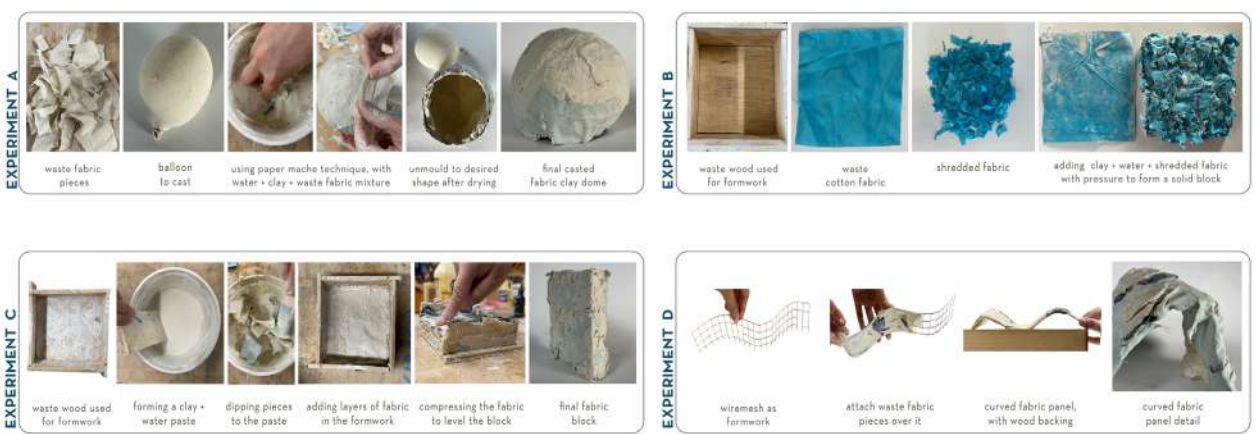 EXPERIMENT A
waste fabric
pieces
balloon
to cast
using paper mache technique, with
water + clay + waste fabric mixture
unmould to desired
shape after drying
final casted
fabric clay dome
EXPERIMENT B
waste wood used
for formwork
waste
cotton fabric
shredded fabric
adding clay + water + shredded fabric
with pressure to form a solid block
EXPERIMENT C
waste wood used
for formwork
forming a clay +
water paste
dipping pieces
to the paste
adding layers of fabric
in the formwork
compressing the fabric
to level the block
final fabric
block
EXPERIMENT D
wiremesh as
formwork
attach waste fabric
pieces over it
curved fabric panel,
with wood backing
curved fabric
panel detail